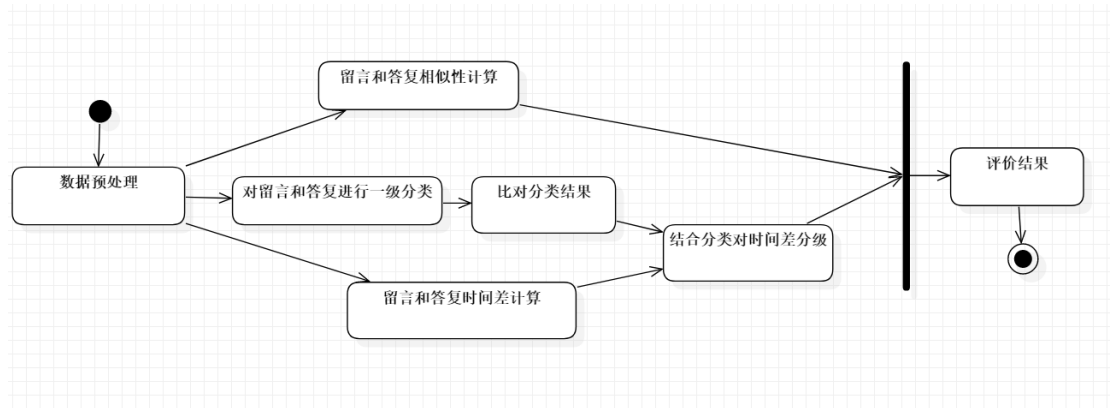 留言和答复相似性计算
数据预处理
对留言和答复进行一级分类
比对分类结果
评价结果
结合分类对时间差分级
留言和答复时间差计算